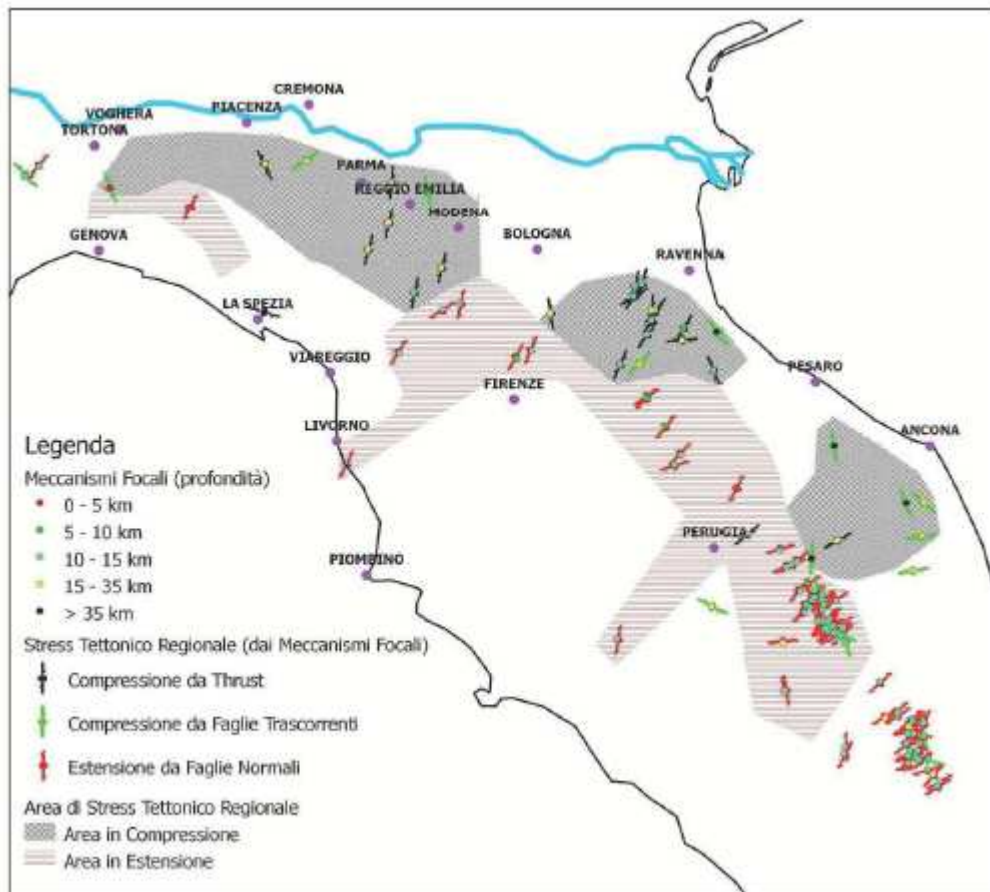 CREMONA
VOGHERA
PIACENZA
TORTONA
PARMA
REGGIO EMILIA
MODENA
GENOVA
BOLOGNA
RAVENNA
LA SPEZIA
VIAREGGIO
PESARO
FIRENZE
LIVORNO
ANCONA
PERUGIA
PIOMBINO
Legenda
Meccanismi Focali (profondità)
0 - 5 km
5 - 10 km
10 - 15 km
15 - 35 km
> 35 km
Stress Tettonico Regionale (dai Meccanismi Focali)
Compressione da Thrust
Compressione da Faglie Trascorrenti
Estensione da Faglie Normali
Area di Stress Tettonico Regionale
Area in Compressione
Area in Estensione